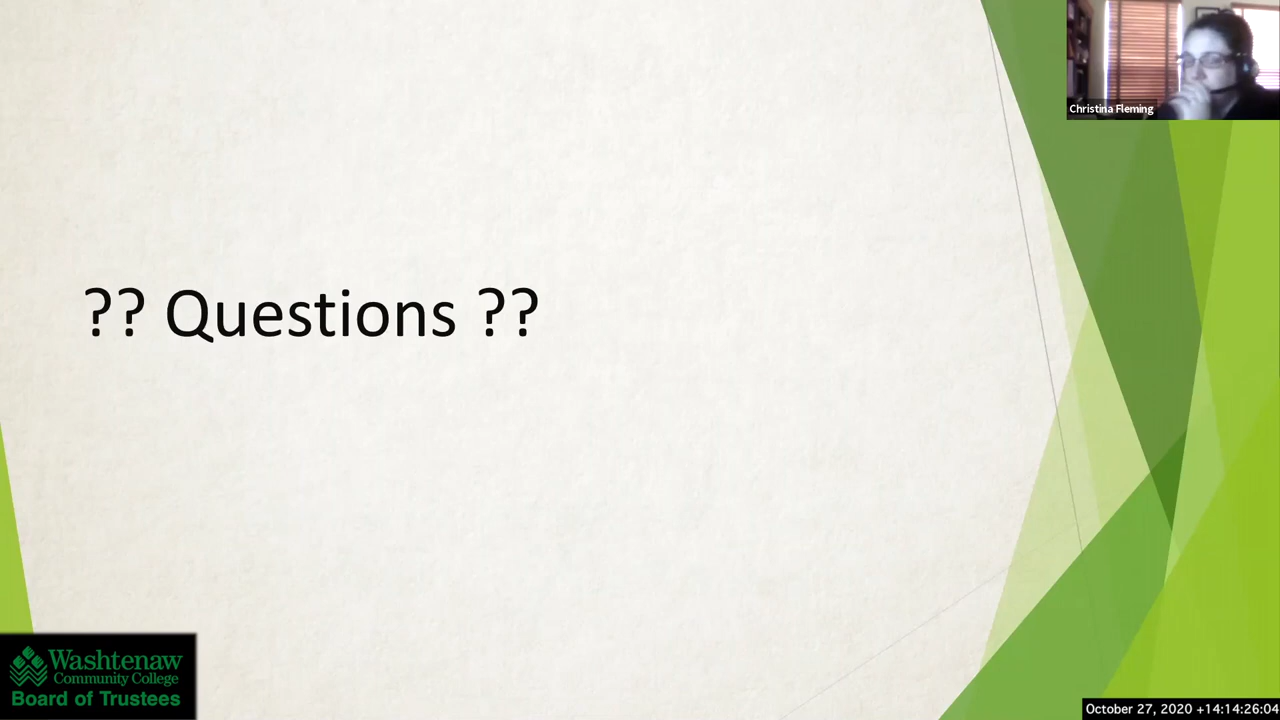 Christina Fleming
?? Questions ??
Washtenaw
Community College
Board of Trustees
October 27, 2020 +14:14:26:04